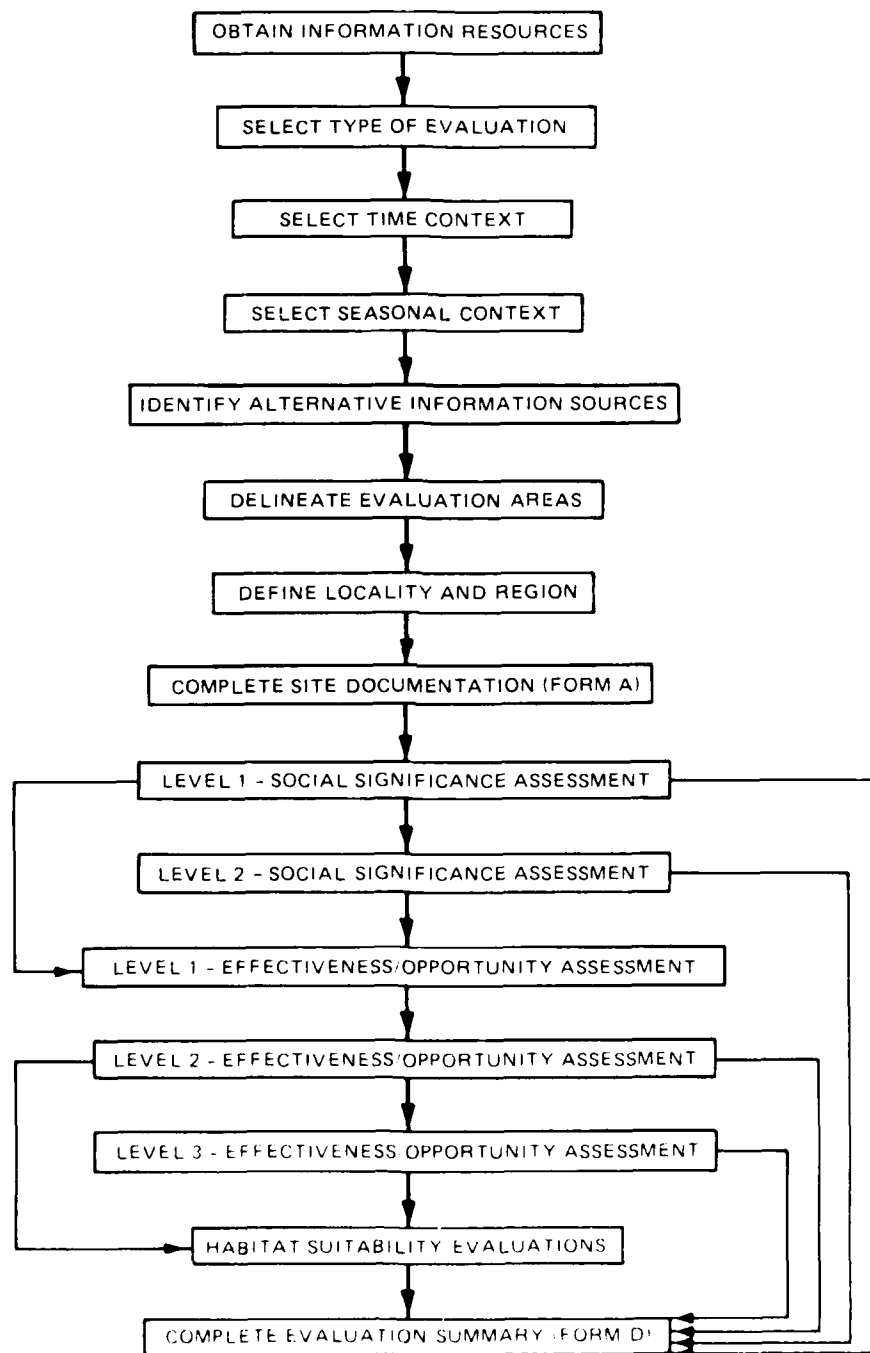 OBTAIN INFORMATION RESOURCES
SELECT TYPE OF EVALUATION
SELECT TIME CONTEXT
SELECT SEASONAL CONTEXT
IDENTIFY ALTERNATIVE INFORMATION SOURCES
DELINEATE EVALUATION AREAS
DEFINE LOCALITY AND REGION
COMPLETE SITE DOCUMENTATION (FORM A)
LEVEL 1 - SOCIAL SIGNIFICANCE ASSESSMENT
LEVEL 2 - SOCIAL SIGNIFICANCE ASSESSMENT
LEVEL 1 - EFFECTIVENESS/OPPORTUNITY ASSESSMENT
LEVEL 2 - EFFECTIVENESS/OPPORTUNITY ASSESSMENT
LEVEL 3 - EFFECTIVENESS/OPPORTUNITY ASSESSMENT
HABITAT SUITABILITY EVALUATIONS
COMPLETE EVALUATION SUMMARY (FORM D)